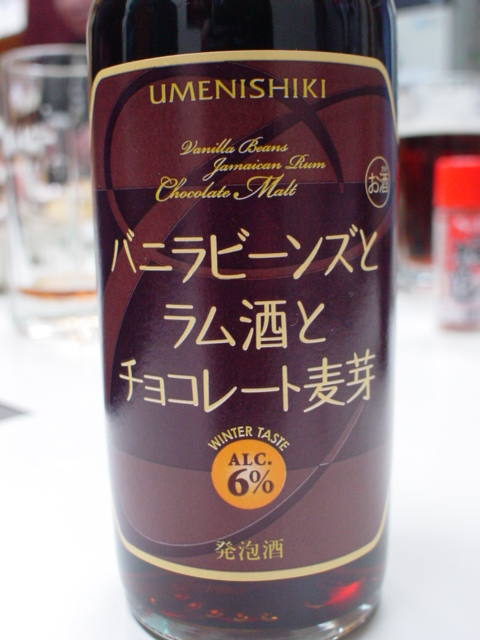 UMENISHIKI
Vanilla Beans
Jamaican Rum
Chocolate Malt
お酒
バニラビーンズと
ラム酒と
チョコレート麦芽
WINTER TASTE
ALC.
6%
発泡酒